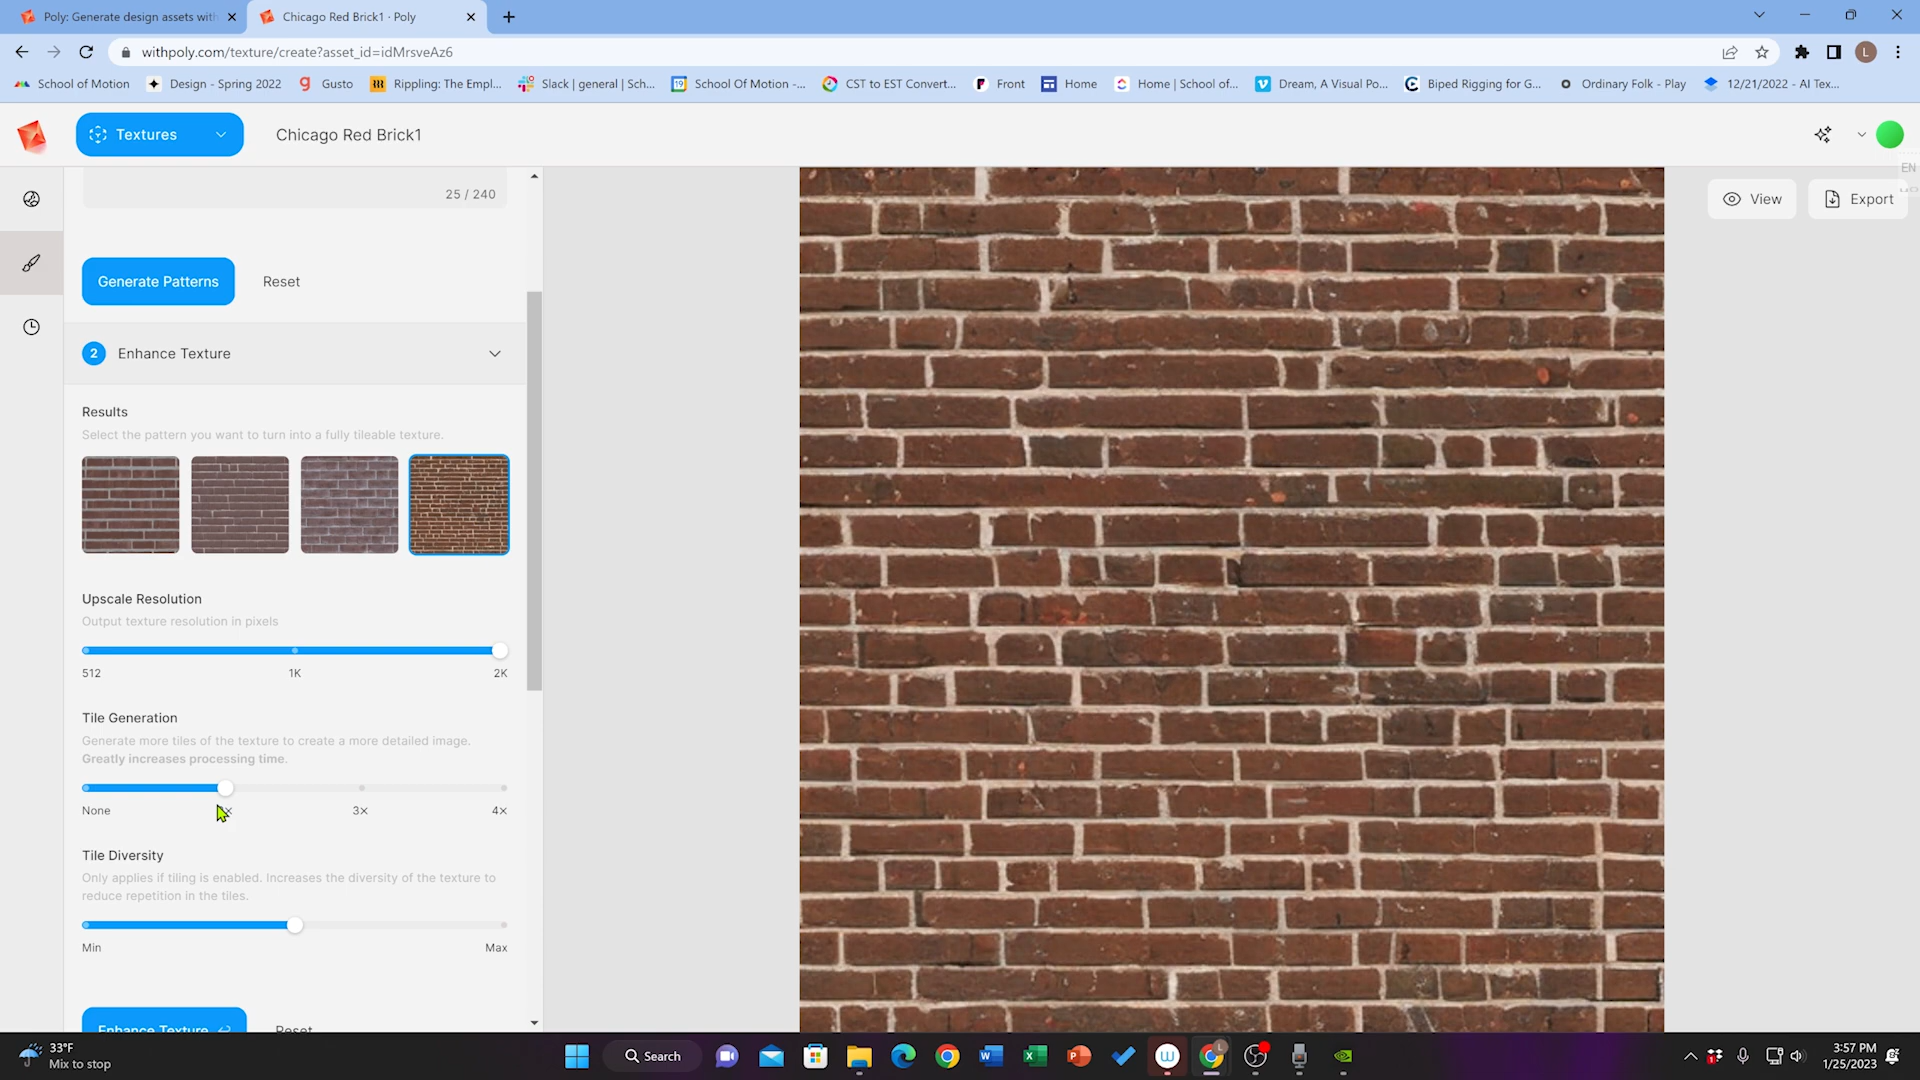 Poly: Generate design assets with
Chicago Red Brick1 · Poly
withpoly.com/texture/create?asset_id=idMrsveAz6
L
School of Motion
Design - Spring 2022
Gusto
Rippling: The Empl...
Slack | general | Sch...
School Of Motion -...
CST to EST Convert...
Front
Home
Home | School of...
Dream, A Visual Po...
Biped Rigging for G...
Ordinary Folk - Play
12/21/2022 - AI Tex...
Textures
Chicago Red Brick1
EN
25 / 240
View
Export
Generate Patterns
Reset
2 Enhance Texture
Results
Select the pattern you want to turn into a fully tileable texture.
Upscale Resolution
Output texture resolution in pixels
512 1K 2K
Tile Generation
Generate more tiles of the texture to create a more detailed image.
Greatly increases processing time.
None 3× 4×
Tile Diversity
Only applies if tiling is enabled. Increases the diversity of the texture to
reduce repetition in the tiles.
Min Max
Enhance Texture
Reset
33°F
Mix to stop
Search
3:57 PM
1/25/2023